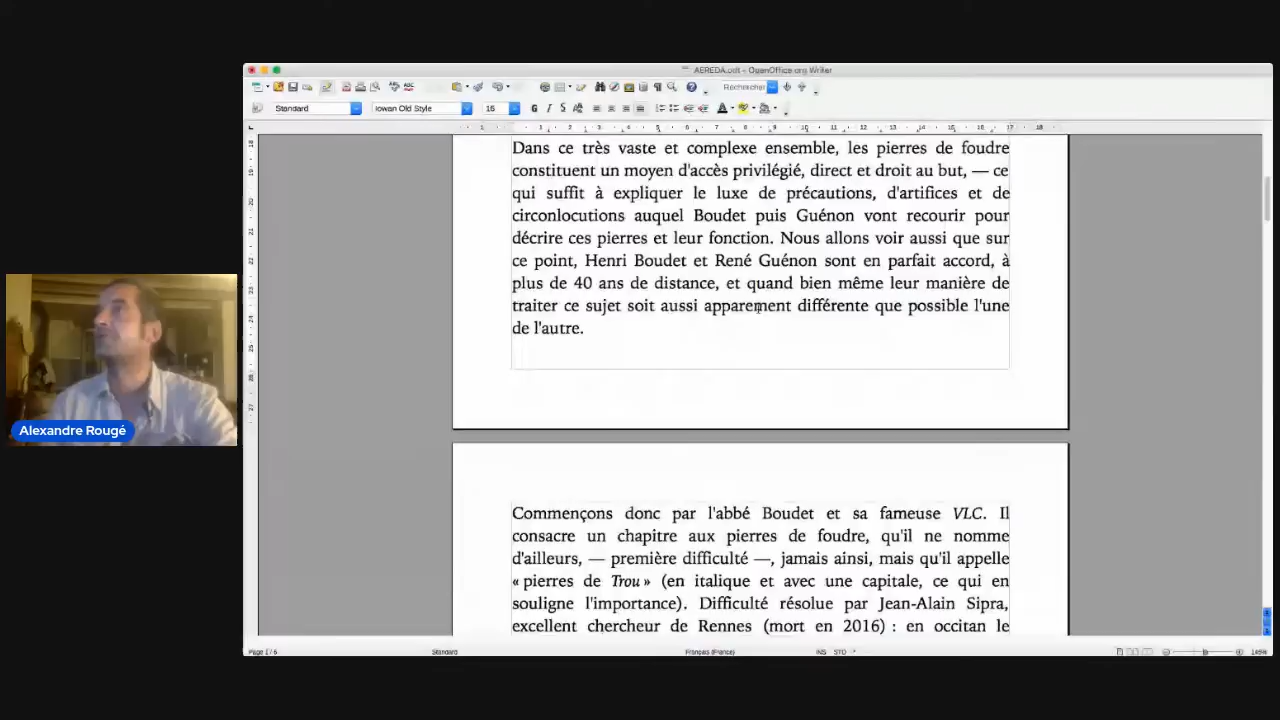 AEREDA.odt - OpenOffice.org Writer
Rechercher
Standard
Iowan Old Style
16
Dans ce très vaste et complexe ensemble, les pierres de foudre
constituent un moyen d'accès privilégié, direct et droit au but, — ce
qui suffit à expliquer le luxe de précautions, d'artifices et de
circonlocutions auquel Boudet puis Guénon vont recourir pour
décrire ces pierres et leur fonction. Nous allons voir aussi que sur
ce point, Henri Boudet et René Guénon sont en parfait accord, à
plus de 40 ans de distance, et quand bien même leur manière de
traiter ce sujet soit aussi apparement différente que possible l'une
de l'autre.
Alexandre Rougé
Commençons donc par l'abbé Boudet et sa fameuse VLC. Il
consacre un chapitre aux pierres de foudre, qu'il ne nomme
d'ailleurs, — première difficulté —, jamais ainsi, mais qu'il appelle
« pierres de Trou » (en italique et avec une capitale, ce qui en
souligne l'importance). Difficulté résolue par Jean-Alain Sipra,
excellent chercheur de Rennes (mort en 2016) : en occitan le
Standard
Français (France)
INS
STD